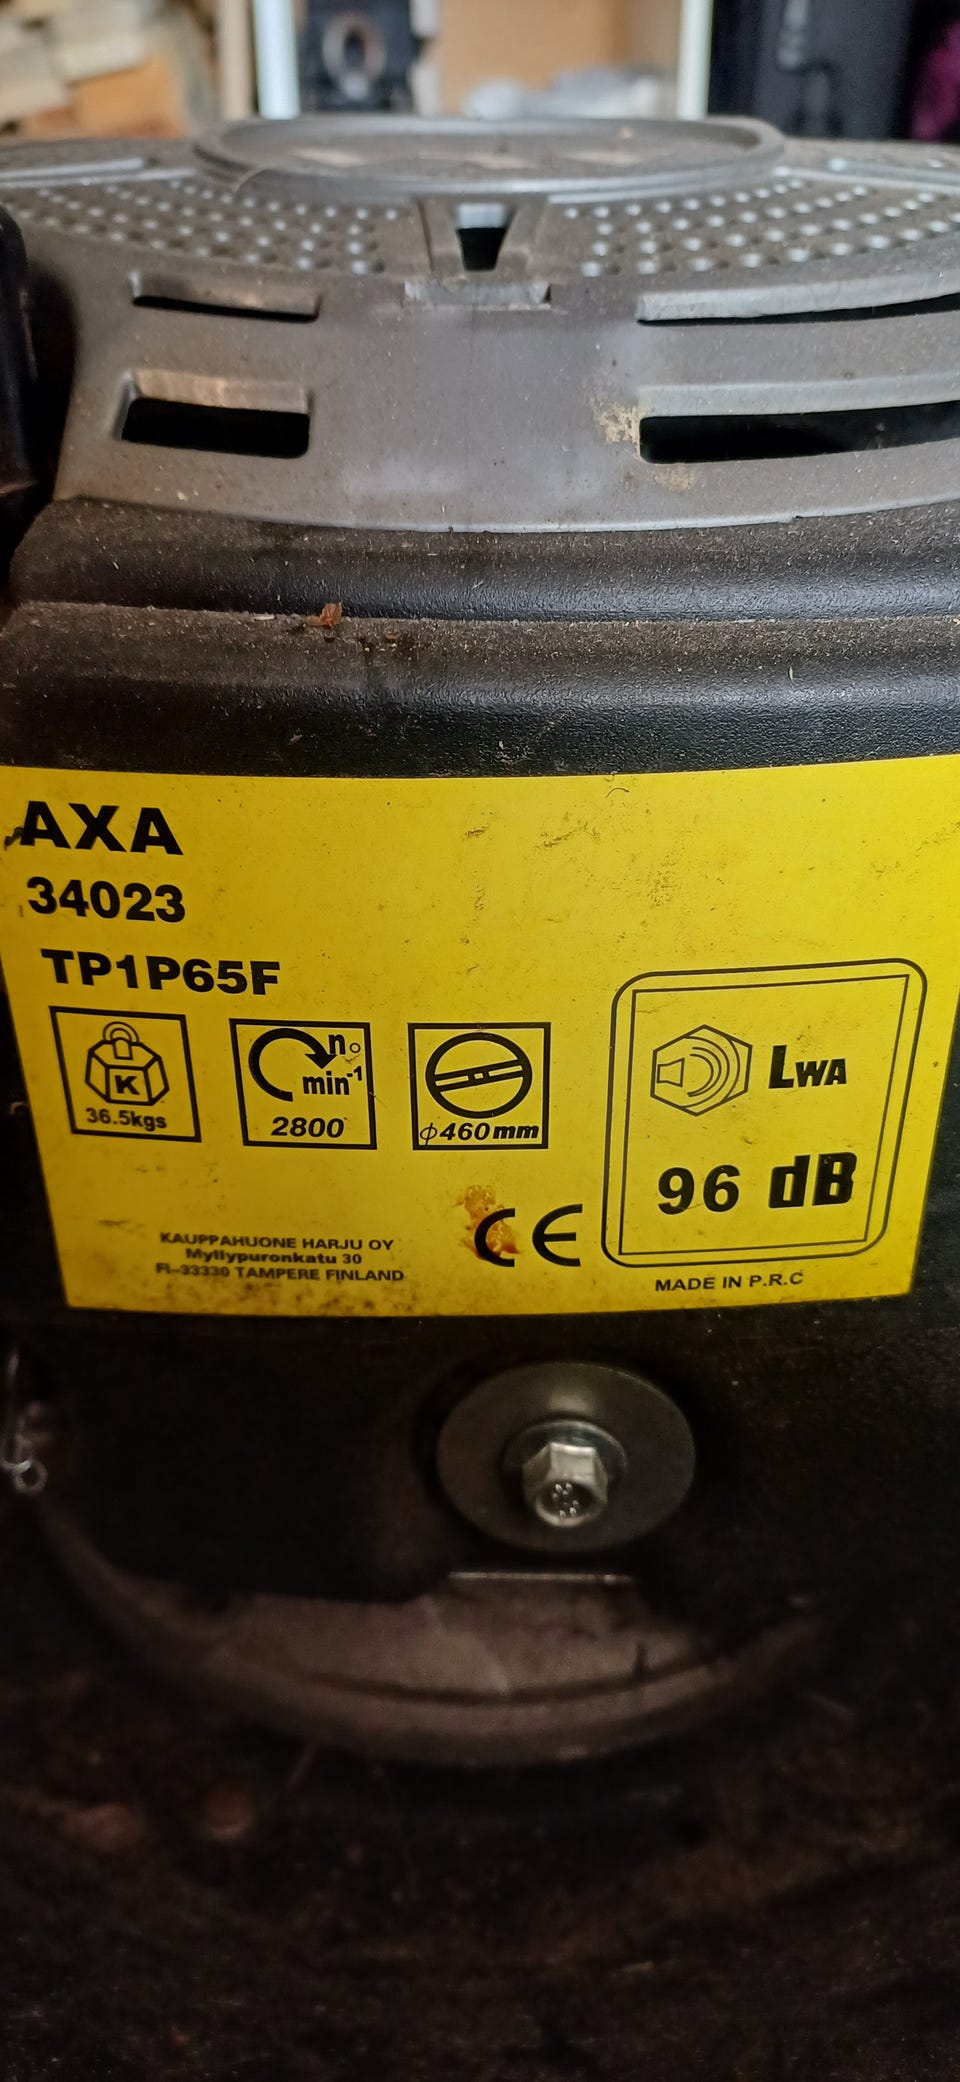 AXA
34023
TP1P65F
K
36.5kgs
n○
min-1
2800
ϕ460mm
LWA
96 dB
KAUPPAHUONE HARJU OY
Myllypuronkatu 30
FI-33330 TAMPERE FINLAND
CE
MADE IN P.R.C